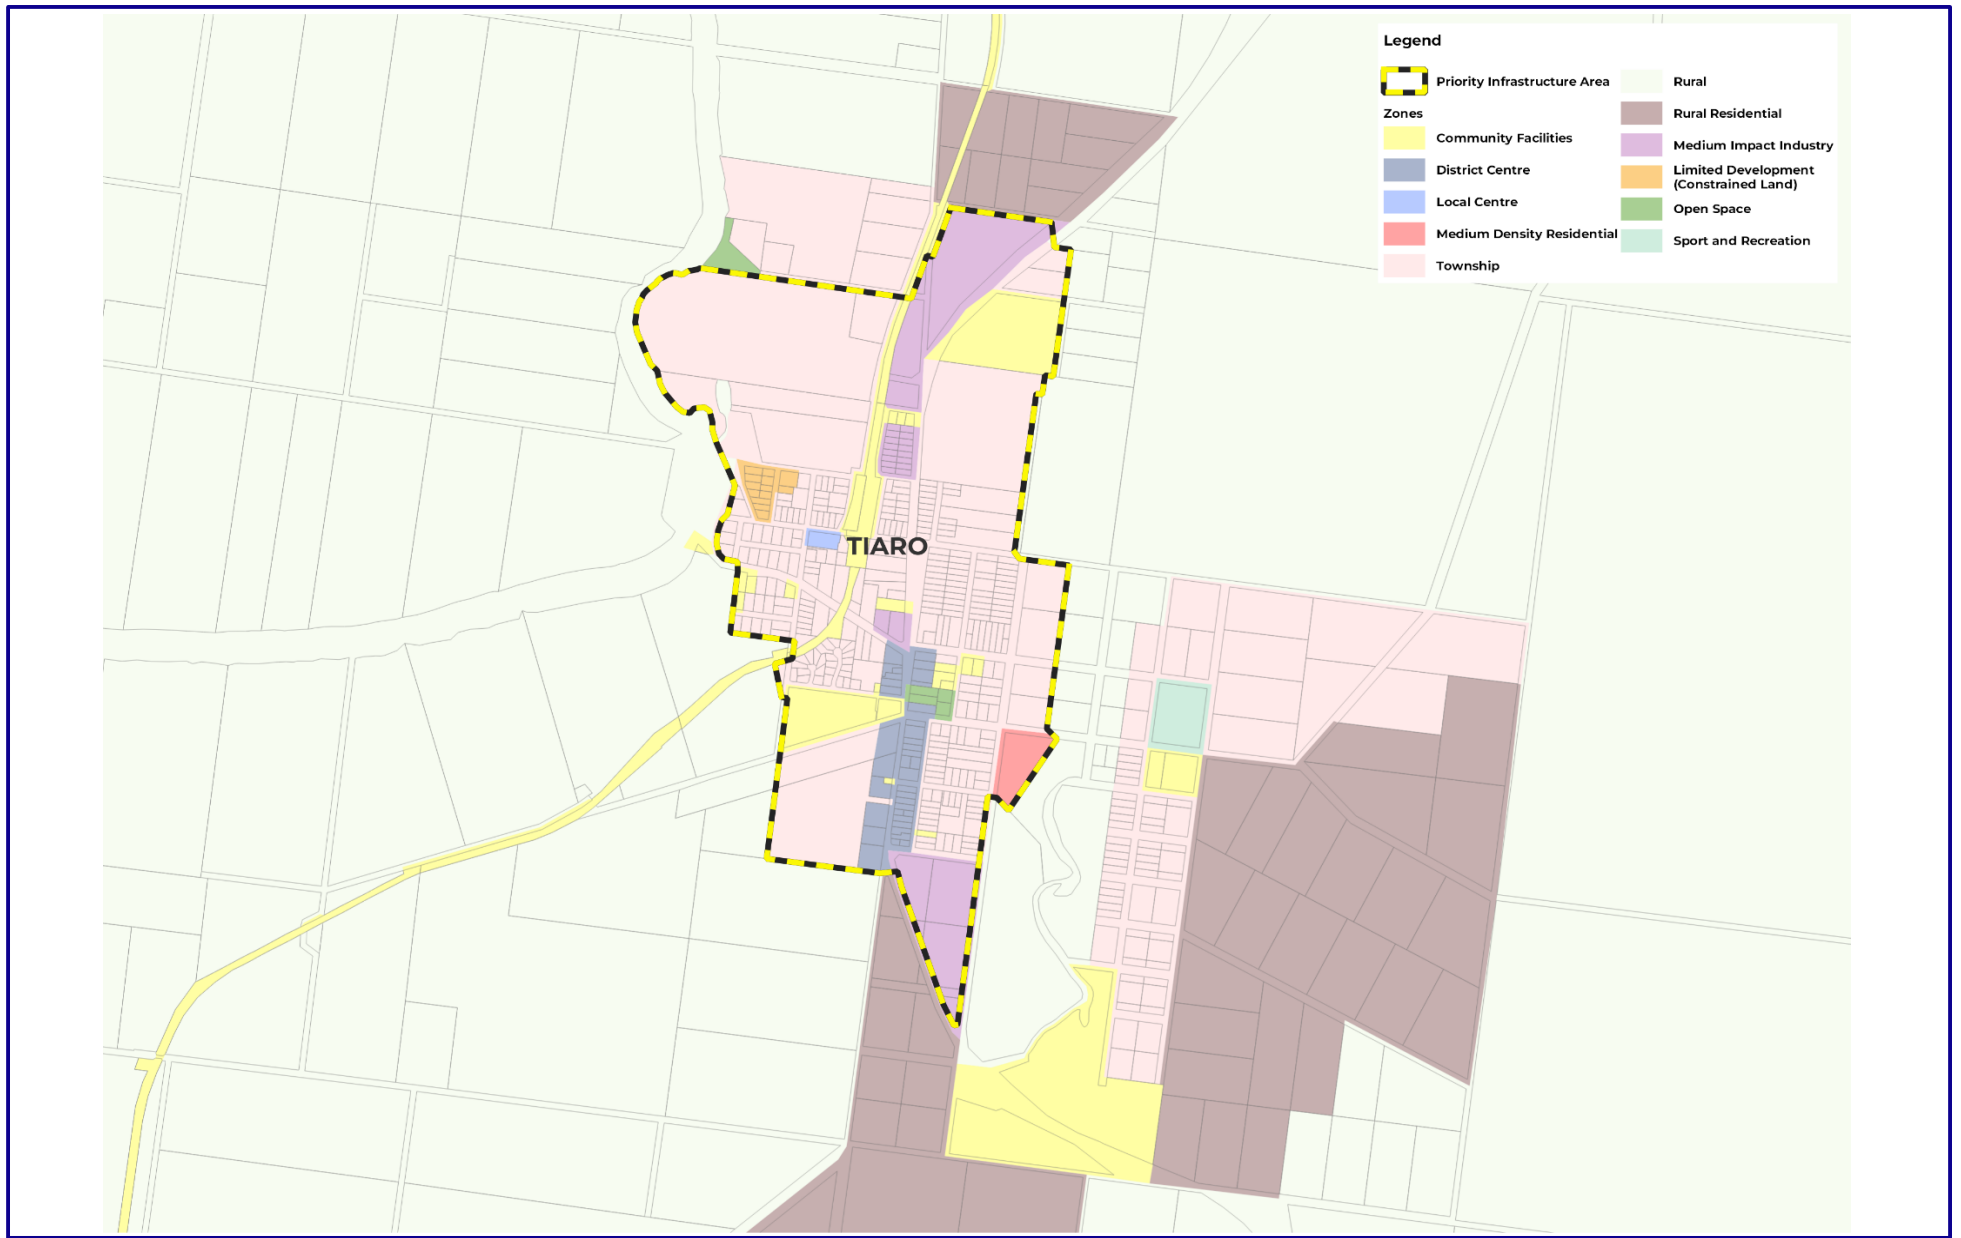 Legend
Priority Infrastructure Area
Zones
Community Facilities
District Centre
Local Centre
Medium Density Residential
Township
Rural
Rural Residential
Medium Impact Industry
Limited Development
(Constrained Land)
Open Space
Sport and Recreation
TIARO